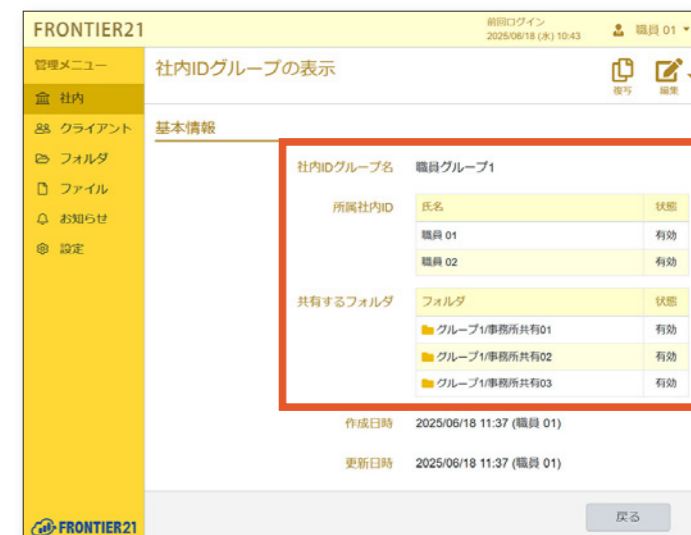 FRONTIER21
前回ログイン
2025/06/18 (水) 10:43
職員 01
管理メニュー
社内
クライアント
フォルダ
ファイル
お知らせ
設定
社内IDグループの表示
複写
編集
基本情報
社内IDグループ名 職員グループ1
所属社内ID 氏名 状態
職員 01 有効
職員 02 有効
共有するフォルダ フォルダ 状態
グループ1/事務所共有01 有効
グループ1/事務所共有02 有効
グループ1/事務所共有03 有効
作成日時 2025/06/18 11:37 (職員 01)
更新日時 2025/06/18 11:37 (職員 01)
戻る
FRONTIER21